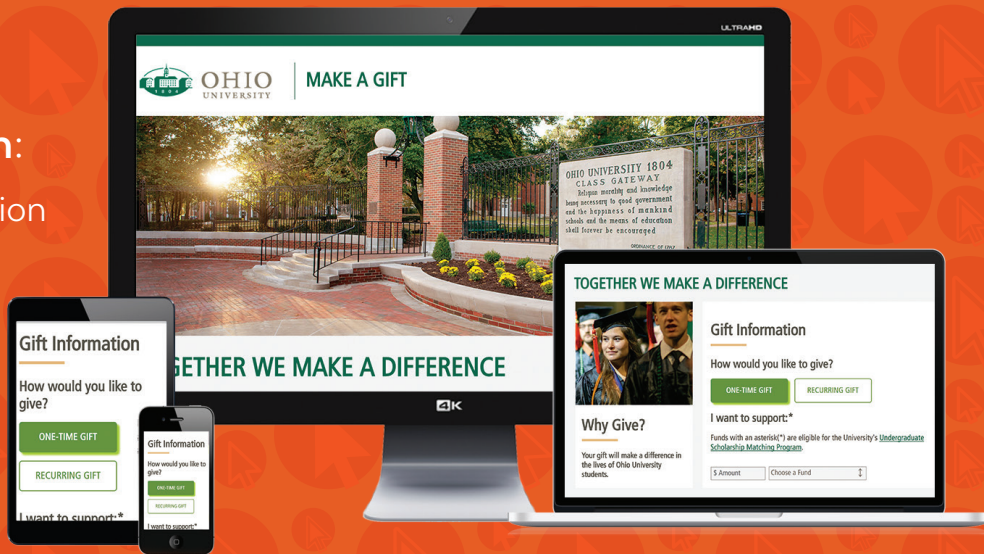 ULTRAHD
OHIO
UNIVERSITY
1804
MAKE A GIFT
n:
ion
OHIO UNIVERSITY 1804
CLASS GATEWAY
Religion morality and knowledge
being necessary to good government
and the happiness of mankind
schools and the means of education
shall forever be encouraged
ORDINANCE OF
GETHER WE MAKE A DIFFERENCE
4K
TOGETHER WE MAKE A DIFFERENCE
Why Give?
Your gift will make a difference in
the lives of Ohio University
students.
Gift Information
How would you like to give?
ONE-TIME GIFT
RECURRING GIFT
I want to support:*
Funds with an asterisk(*) are eligible for the University's Undergraduate
Scholarship Matching Program.
$ Amount
Choose a Fund
Gift Information
How would you like to
give?
ONE-TIME GIFT
RECURRING GIFT
I want to support:*
Gift Information
How would you like to
give?
ONE-TIME GIFT
RECURRING GIFT
I want to support:*